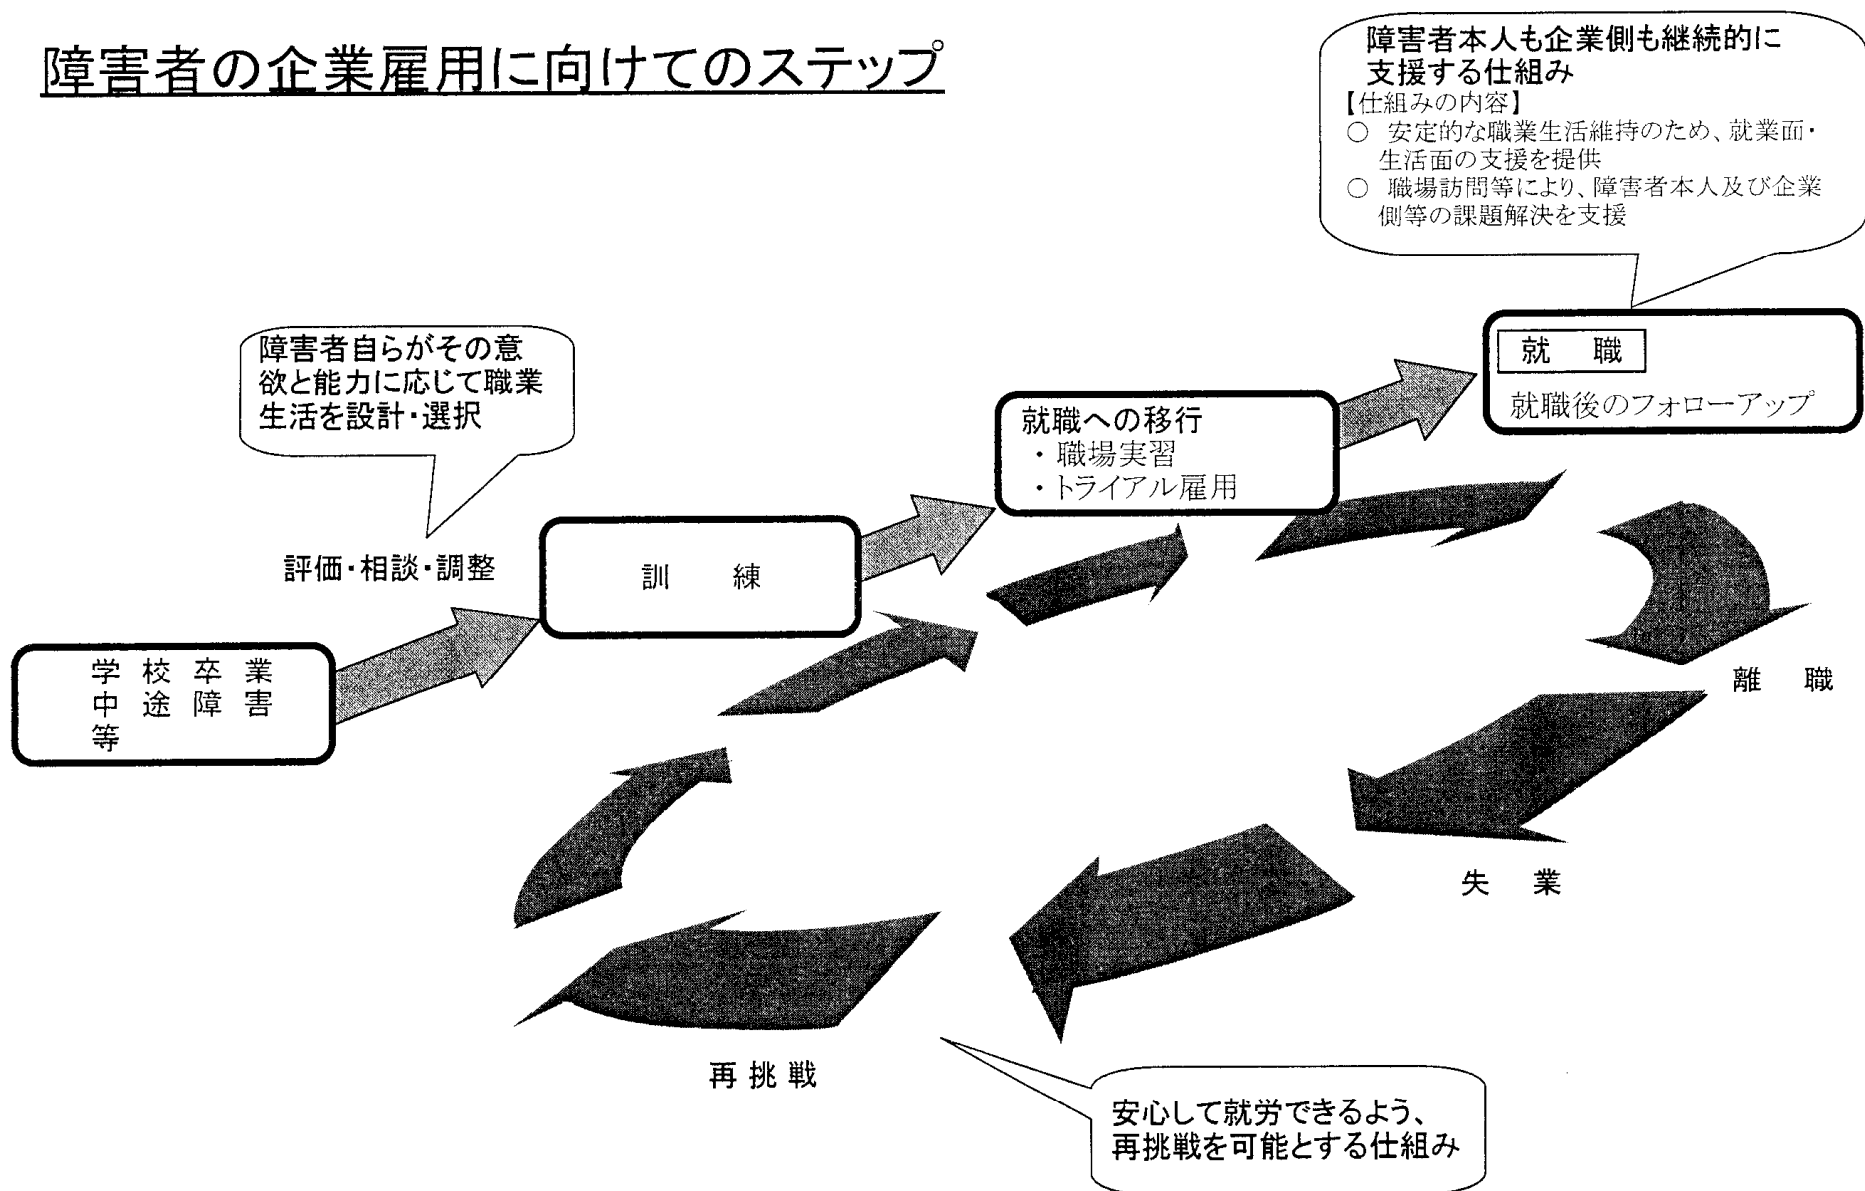 障害者の企業雇用に向けてのステップ
障害者本人も企業側も継続的に
支援する仕組み
【仕組みの内容】
○ 安定的な職業生活維持のため、就業面・
生活面の支援を提供
○ 職場訪問等により、障害者本人及び企業
側等の課題解決を支援
障害者自らがその意
欲と能力に応じて職業
生活を設計・選択
就 職
就職後のフォローアップ
就職への移行
・ 職場実習
・ トライアル雇用
評価・相談・調整
訓 練
学 校 卒 業
中 途 障 害
等
離 職
失 業
再 挑 戦
安心して就労できるよう、
再挑戦を可能とする仕組み